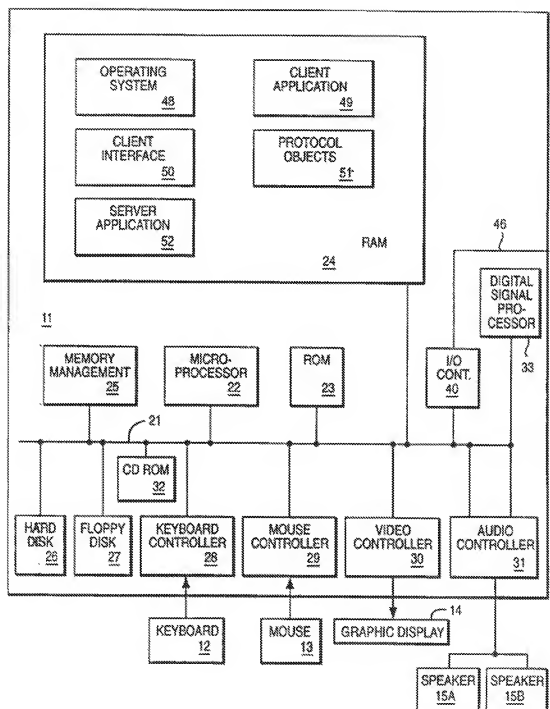 OPERATING
SYSTEM
48
CLIENT
APPLICATION
49
CLIENT
INTERFACE
50
PROTOCOL
OBJECTS
51
SERVER
APPLICATION
52
RAM
24
46
DIGITAL
SIGNAL
PRO-
CESSOR
33
11
MEMORY
MANAGEMENT
25
MICRO-
PROCESSOR
22
ROM
23
I/O
CONT.
40
21
CD ROM
32
HARD
DISK
26
FLOPPY
DISK
27
KEYBOARD
CONTROLLER
28
MOUSE
CONTROLLER
29
VIDEO
CONTROLLER
30
AUDIO
CONTROLLER
31
KEYBOARD
12
MOUSE
13
14
GRAPHIC DISPLAY
SPEAKER
15A
SPEAKER
15B